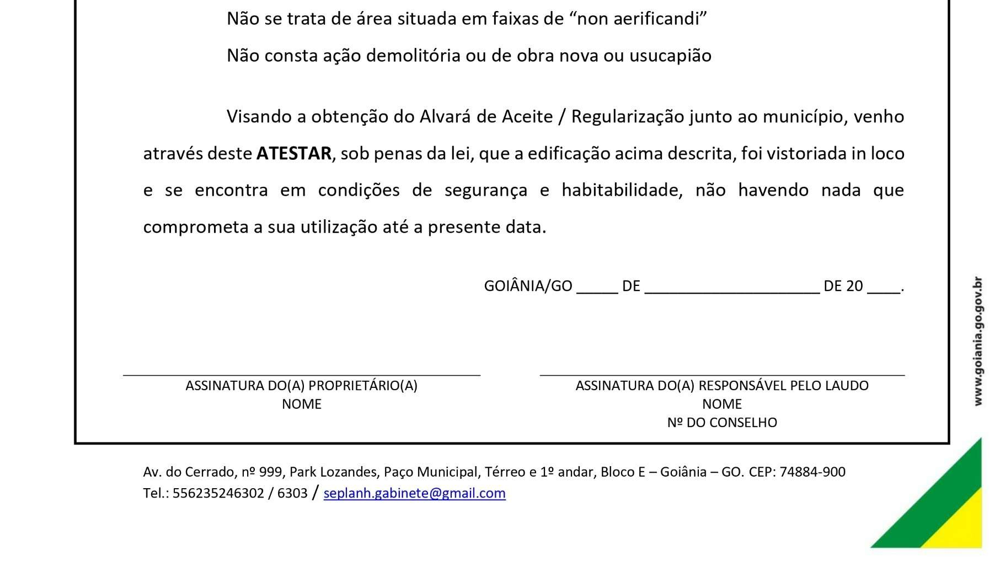 Não se trata de área situada em faixas de “non aerificandi”
Não consta ação demolitória ou de obra nova ou usucapião
Visando a obtenção do Alvará de Aceite / Regularização junto ao município, venho
através deste ATESTAR, sob penas da lei, que a edificação acima descrita, foi vistoriada in loco
e se encontra em condições de segurança e habitabilidade, não havendo nada que
comprometa a sua utilização até a presente data.
GOIÂNIA/GO _____ DE _____________________ DE 20 ____.
ASSINATURA DO(A) PROPRIETÁRIO(A)
NOME
ASSINATURA DO(A) RESPONSÁVEL PELO LAUDO
NOME
Nº DO CONSELHO
www.goiania.go.gov.br
Av. do Cerrado, nº 999, Park Lozandes, Paço Municipal, Térreo e 1º andar, Bloco E – Goiânia – GO. CEP: 74884-900
Tel.: 556235246302 / 6303 / seplanh.gabinete@gmail.com